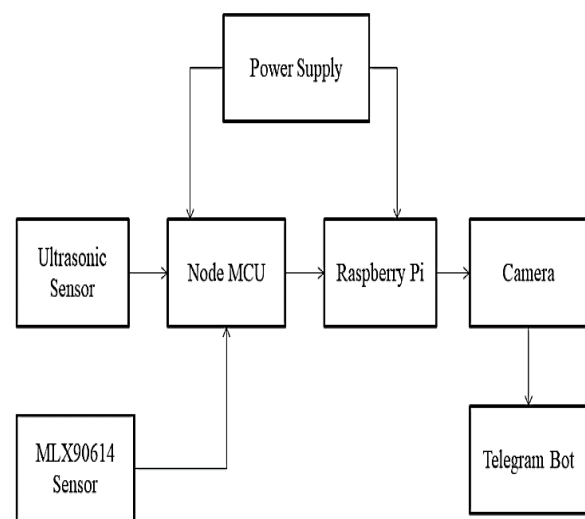 Power Supply
Ultrasonic
Sensor
Node MCU
Raspberry Pi
Camera
MLX90614
Sensor
Telegram Bot